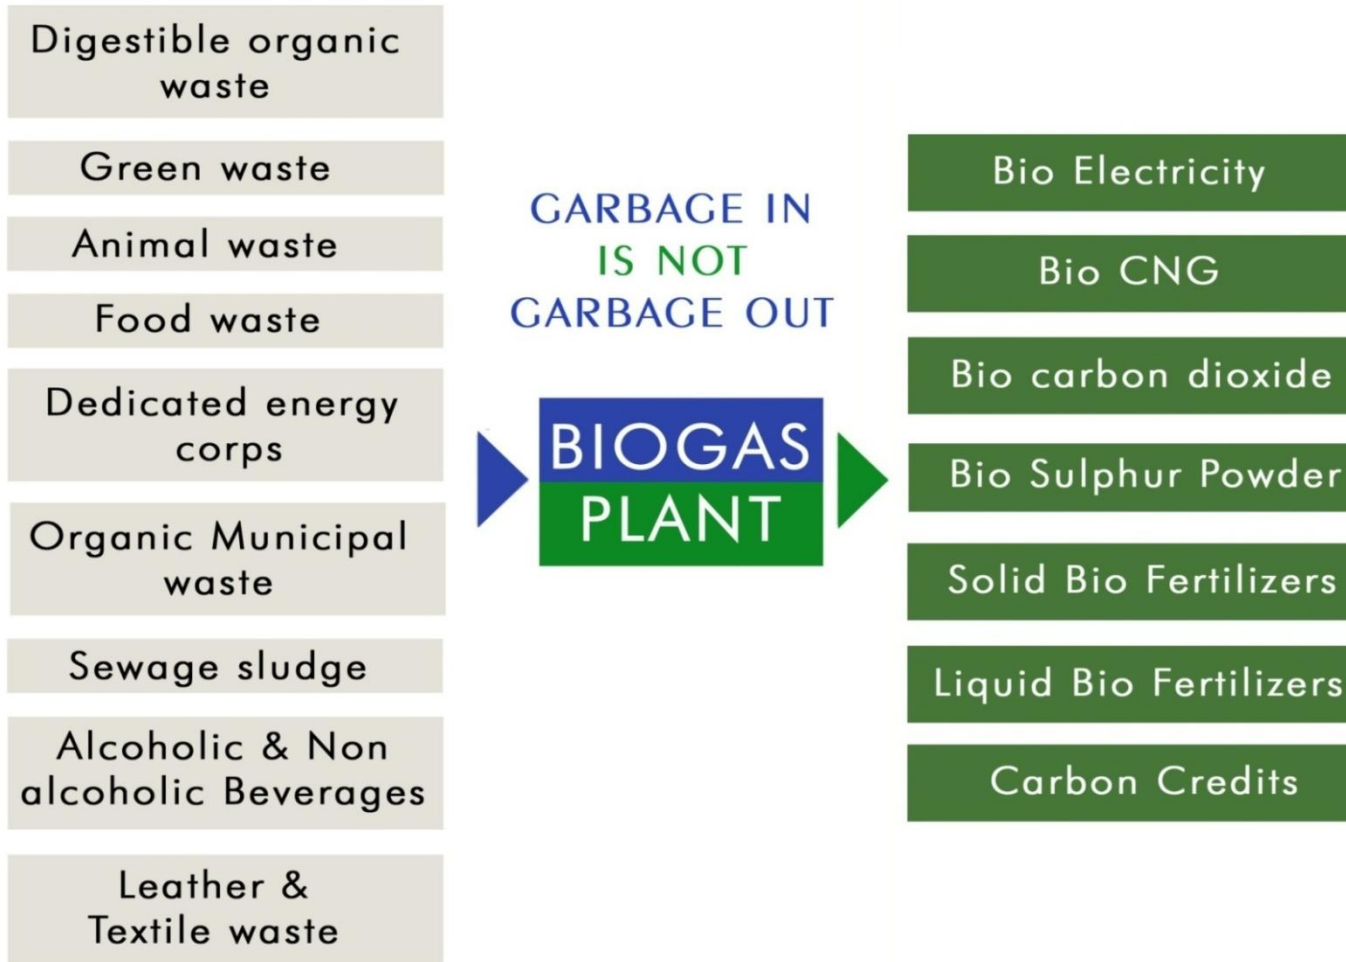 Digestible organic
waste
Green waste
Animal waste
Food waste
Dedicated energy
corps
Organic Municipal
waste
Sewage sludge
Alcoholic & Non
alcoholic Beverages
Leather &
Textile waste
GARBAGE IN
IS NOT
GARBAGE OUT
BIOGAS
PLANT
Bio Electricity
Bio CNG
Bio carbon dioxide
Bio Sulphur Powder
Solid Bio Fertilizers
Liquid Bio Fertilizers
Carbon Credits